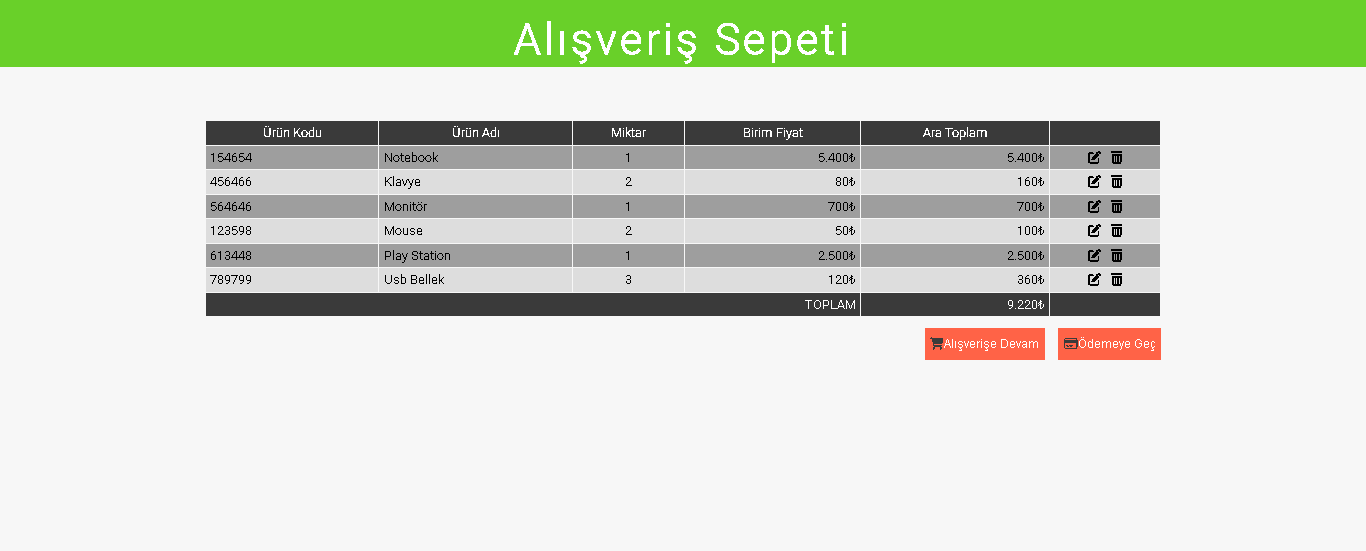 Alışveriş Sepeti
Ürün Kodu Ürün Adı Miktar Birim Fiyat Ara Toplam
154654 Notebook 1 5.400₺ 5.400₺
456466 Klavye 2 80₺ 160₺
564646 Monitör 1 700₺ 700₺
123598 Mouse 2 50₺ 100₺
613448 Play Station 1 2.500₺ 2.500₺
789799 Usb Bellek 3 120₺ 360₺
TOPLAM 9.220₺
Alışverişe Devam Ödemeye Geç